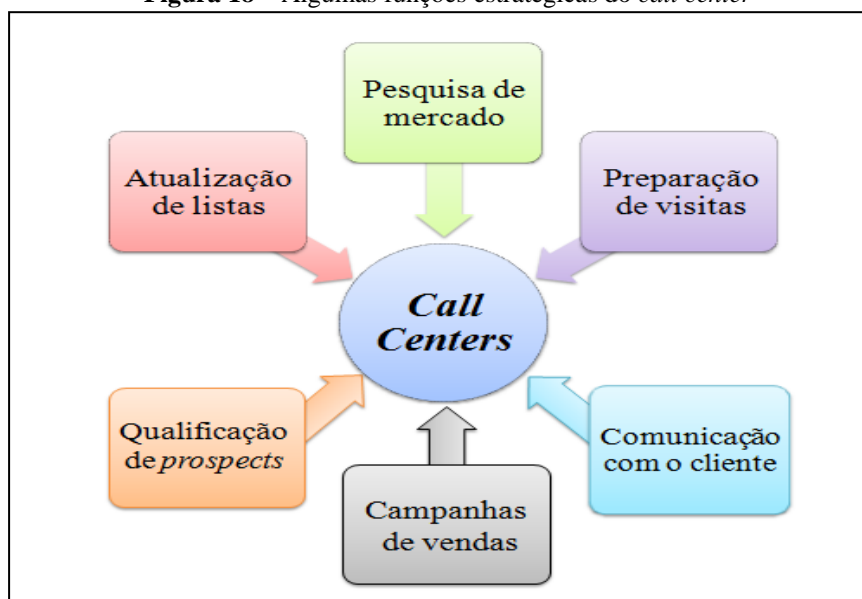 Figura 18 – Algumas funções estratégicas do call center
Pesquisa de
mercado
Atualização
de listas
Preparação
de visitas
Call
Centers
Qualificação
de prospects
Comunicação
com o cliente
Campanhas
de vendas